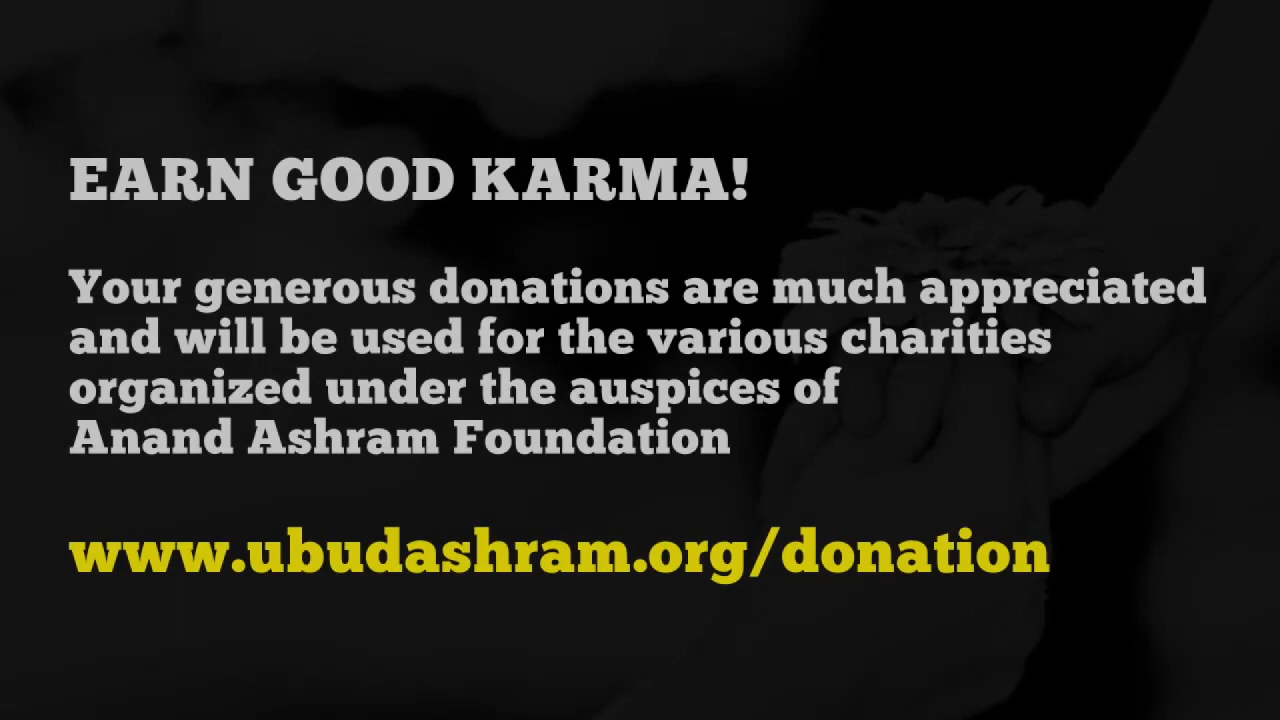 EARN GOOD KARMA!
Your generous donations are much appreciated
and will be used for the various charities
organized under the auspices of
Anand Ashram Foundation
www.ubudashram.org/donation